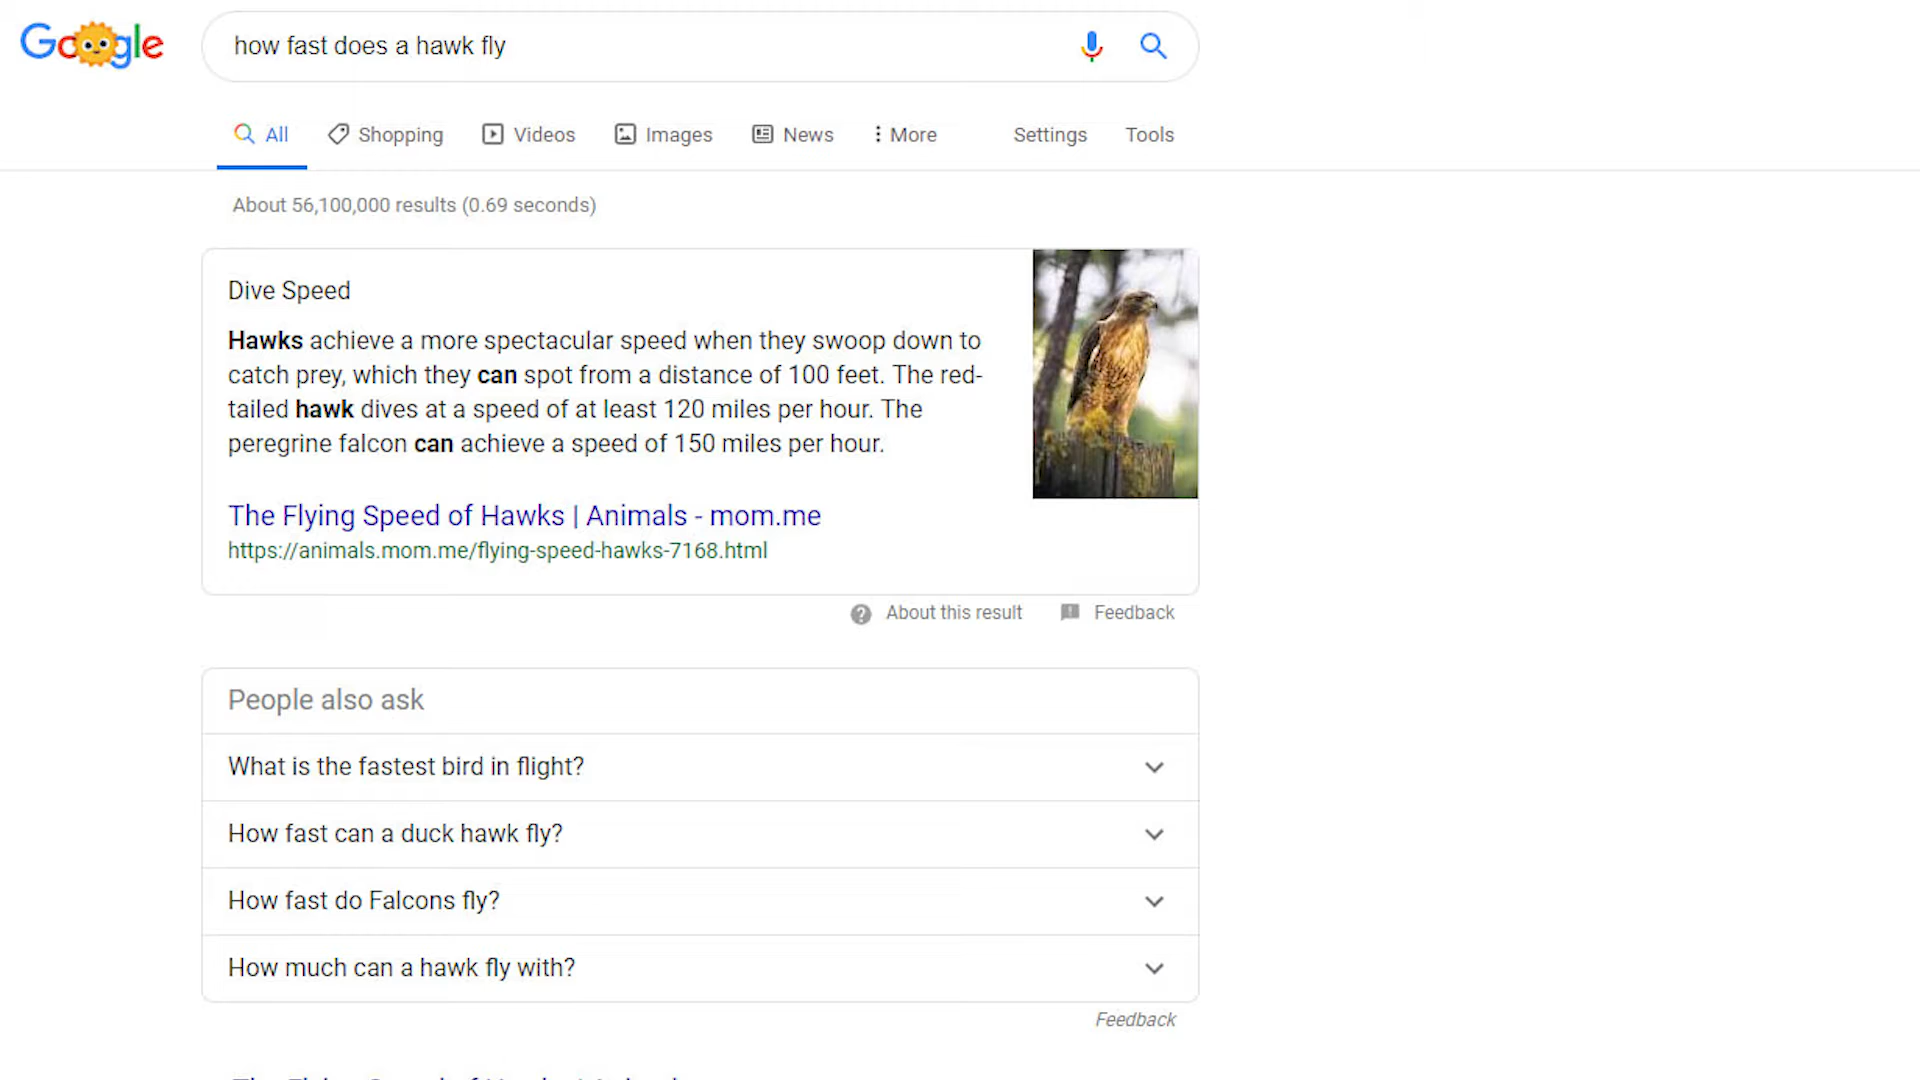 Google
how fast does a hawk fly
All Shopping Videos Images News More Settings Tools
About 56,100,000 results (0.69 seconds)
Dive Speed
Hawks achieve a more spectacular speed when they swoop down to
catch prey, which they can spot from a distance of 100 feet. The red-
tailed hawk dives at a speed of at least 120 miles per hour. The
peregrine falcon can achieve a speed of 150 miles per hour.
The Flying Speed of Hawks | Animals - mom.me
https://animals.mom.me/flying-speed-hawks-7168.html
About this result Feedback
People also ask
What is the fastest bird in flight?
How fast can a duck hawk fly?
How fast do Falcons fly?
How much can a hawk fly with?
Feedback